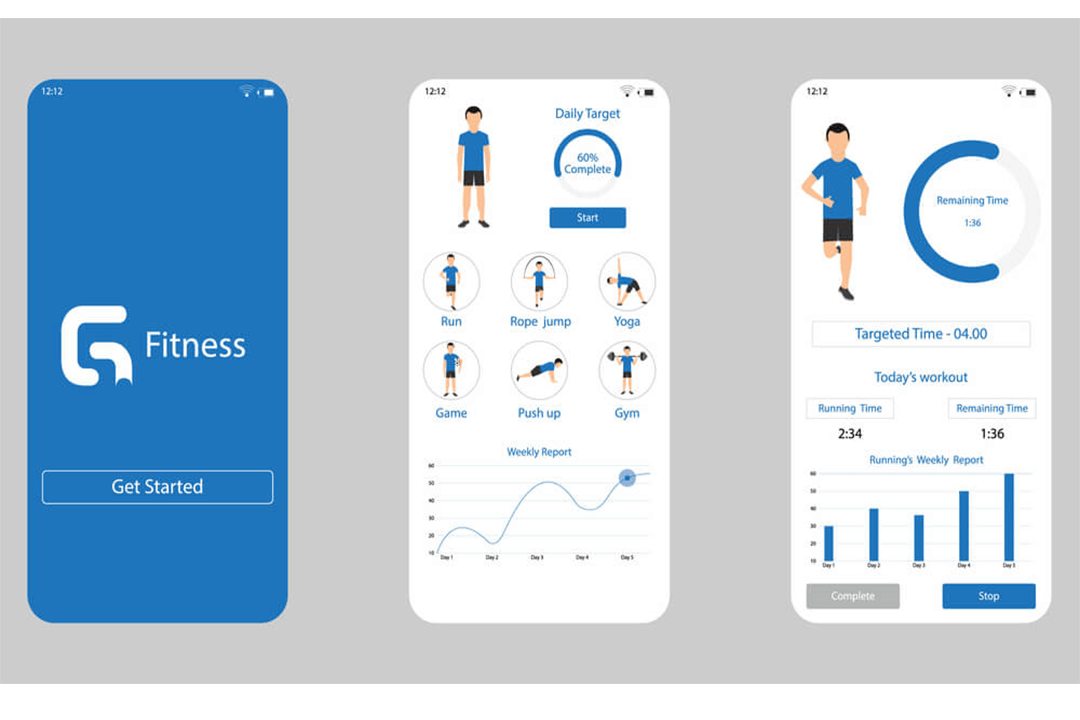 12:12
Fitness
Get Started
12:12
Daily Target
60%
Complete
Start
Run
Rope jump
Yoga
Game
Push up
Gym
Weekly Report
60
50
40
30
20
10
Day 1
Day 2
Day 3
Day 4
Day 5
12:12
Remaining Time
1:36
Targeted Time - 04.00
Today's workout
Running Time
Remaining Time
2:34
1:36
Running's Weekly Report
60
50
40
30
20
10
Day 1
Day 2
Day 3
Day 4
Day 5
Complete
Stop